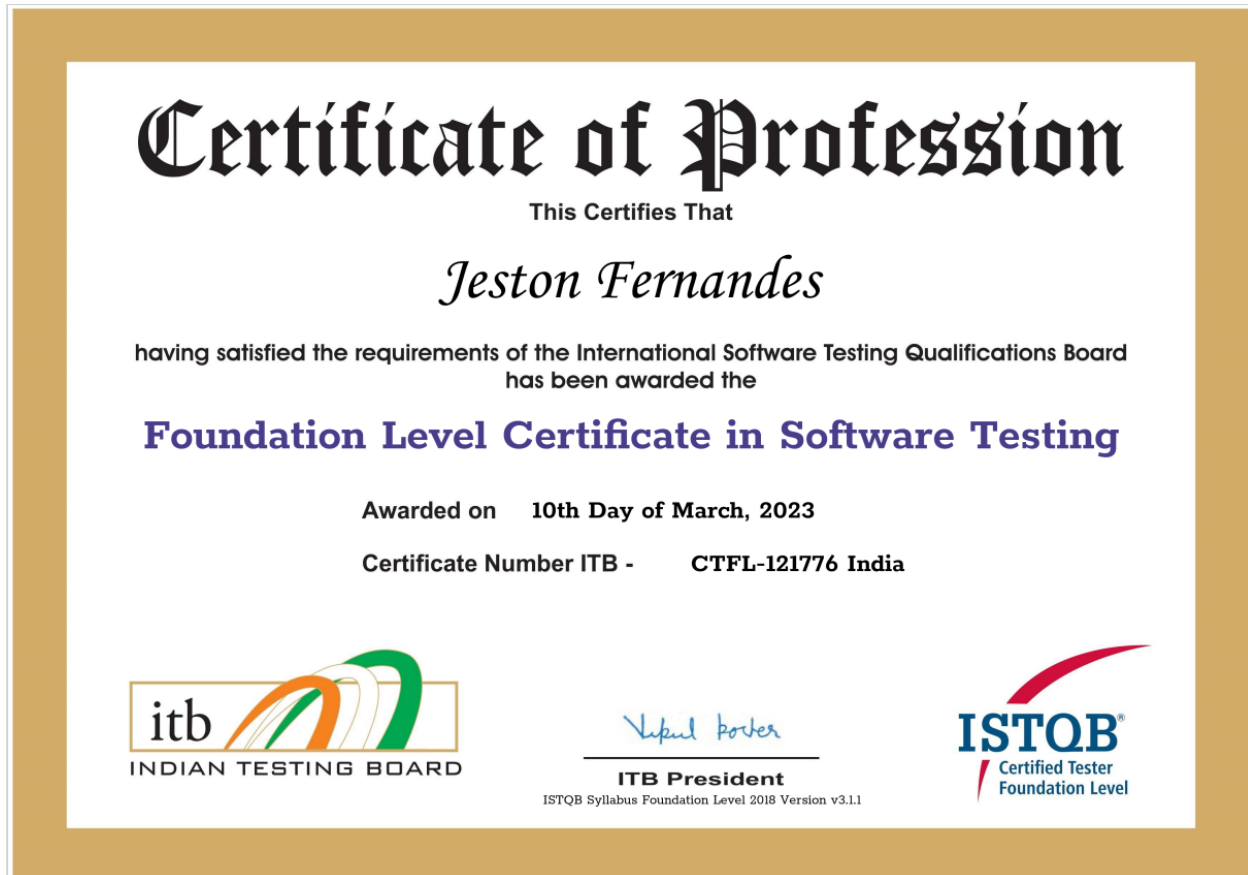 Certificate of Profession
This Certifies That
Jeston Fernandes
having satisfied the requirements of the International Software Testing Qualifications Board
has been awarded the
Foundation Level Certificate in Software Testing
Awarded on 10th Day of March, 2023
Certificate Number ITB - CTFL-121776 India
itb
INDIAN TESTING BOARD
Vipul Kocher
ITB President
ISTQB Syllabus Foundation Level 2018 Version v3.1.1
ISTQB®
Certified Tester
Foundation Level